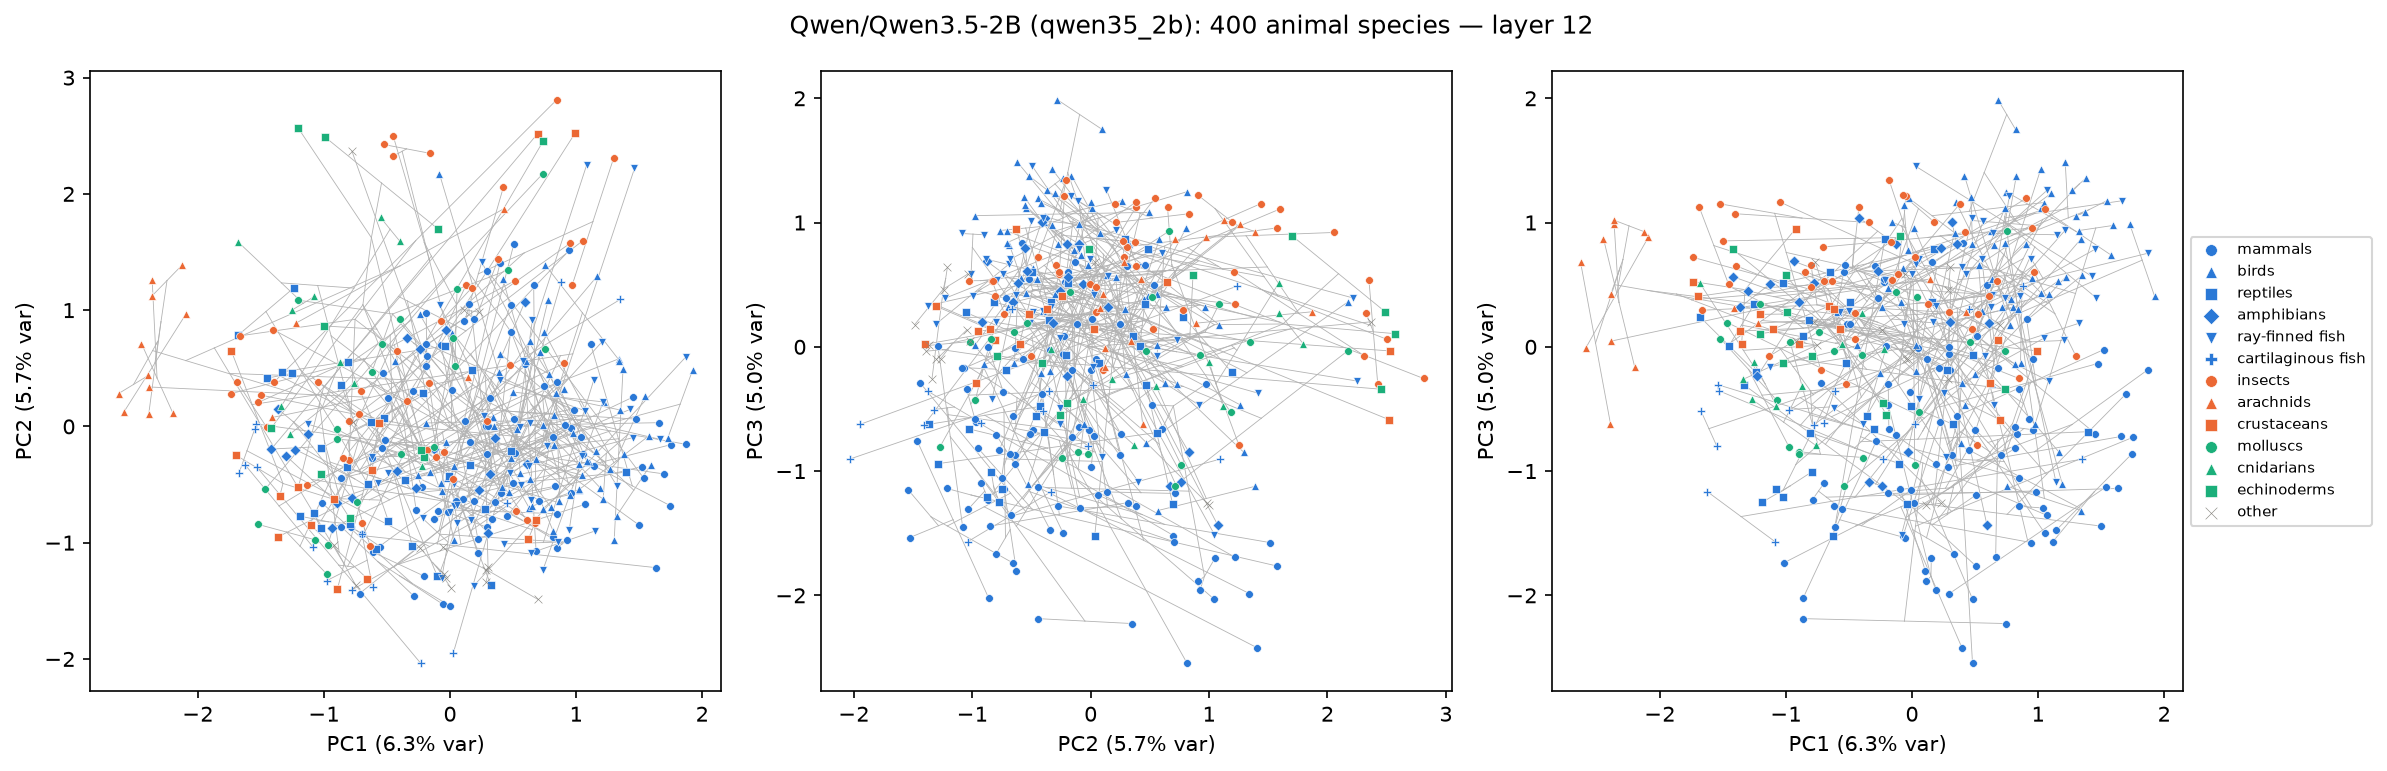 Qwen/Qwen3.5-2B (qwen35_2b): 400 animal species — layer 12
3
2
1
0
−1
−2
PC2 (5.7% var)
−2
−1
0
1
2
PC1 (6.3% var)
2
1
0
−1
−2
PC3 (5.0% var)
−2
−1
0
1
2
3
PC2 (5.7% var)
2
1
0
−1
−2
PC3 (5.0% var)
−2
−1
0
1
2
PC1 (6.3% var)
mammals
birds
reptiles
amphibians
ray-finned fish
cartilaginous fish
insects
arachnids
crustaceans
molluscs
cnidarians
echinoderms
other